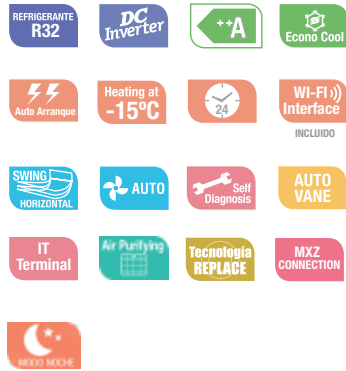 REFRIGERANTE
R32
DC
Inverter
++A
Econo Cool
Auto Arranque
Heating at
-15ºC
24
WI-FI
Interface
INCLUIDO
SWING
HORIZONTAL
AUTO
Self
Diagnosis
AUTO
VANE
IT
Terminal
Air Purifying
Tecnología
REPLACE
MXZ
CONNECTION
MODO NOCHE